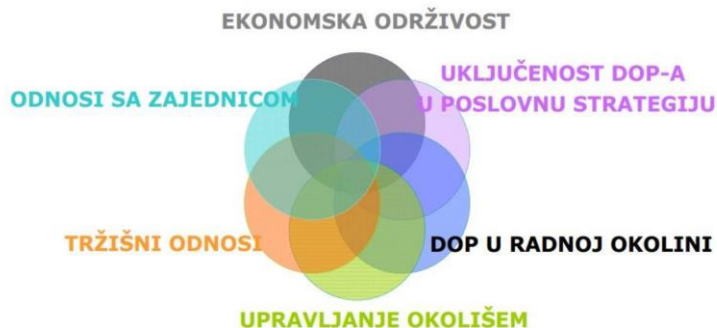 EKONOMSKA ODRŽIVOST
UKLJUČENOST DOP-A
U POSLOVNU STRATEGIJU
ODNOSI SA ZAJEDNICOM
TRŽIŠNI ODNOSI
DOP U RADNOJ OKOLINI
UPRAVLJANJE OKOLIŠEM